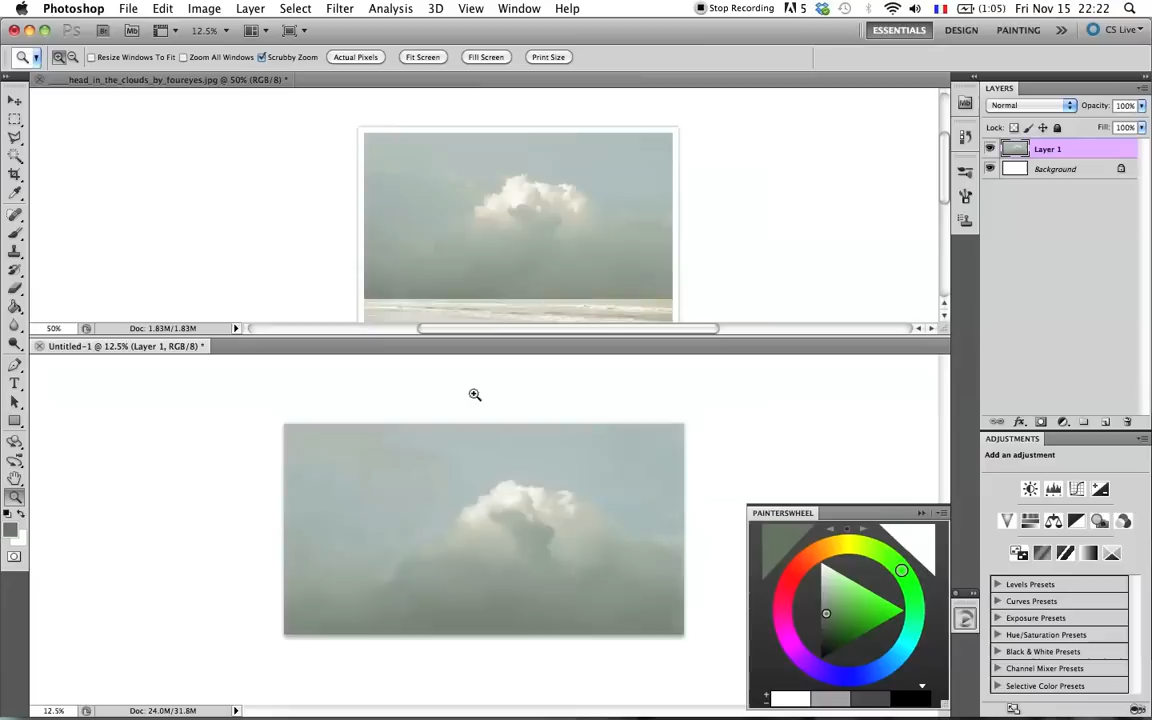 Photoshop File Edit Image Layer Select Filter Analysis 3D View Window Help Stop Recording A 5 (1:05) Fri Nov 15 22:22
Ps Br Mb 12.5% ESSENTIALS DESIGN PAINTING CS Live
Resize Windows To Fit Zoom All Windows Scrubby Zoom Actual Pixels Fit Screen Fill Screen Print Size
____head_in_the_clouds_by_foureyes.jpg @ 50% (RGB/8) *
LAYERS
Normal Opacity: 100%
Lock: Fill: 100%
Layer 1
Background
50% Doc: 1.83M/1.83M
Untitled-1 @ 12.5% (Layer 1, RGB/8) *
ADJUSTMENTS
Add an adjustment
PAINTERSWHEEL
Levels Presets
Curves Presets
Exposure Presets
Hue/Saturation Presets
Black & White Presets
Channel Mixer Presets
Selective Color Presets
12.5% Doc: 24.0M/31.8M